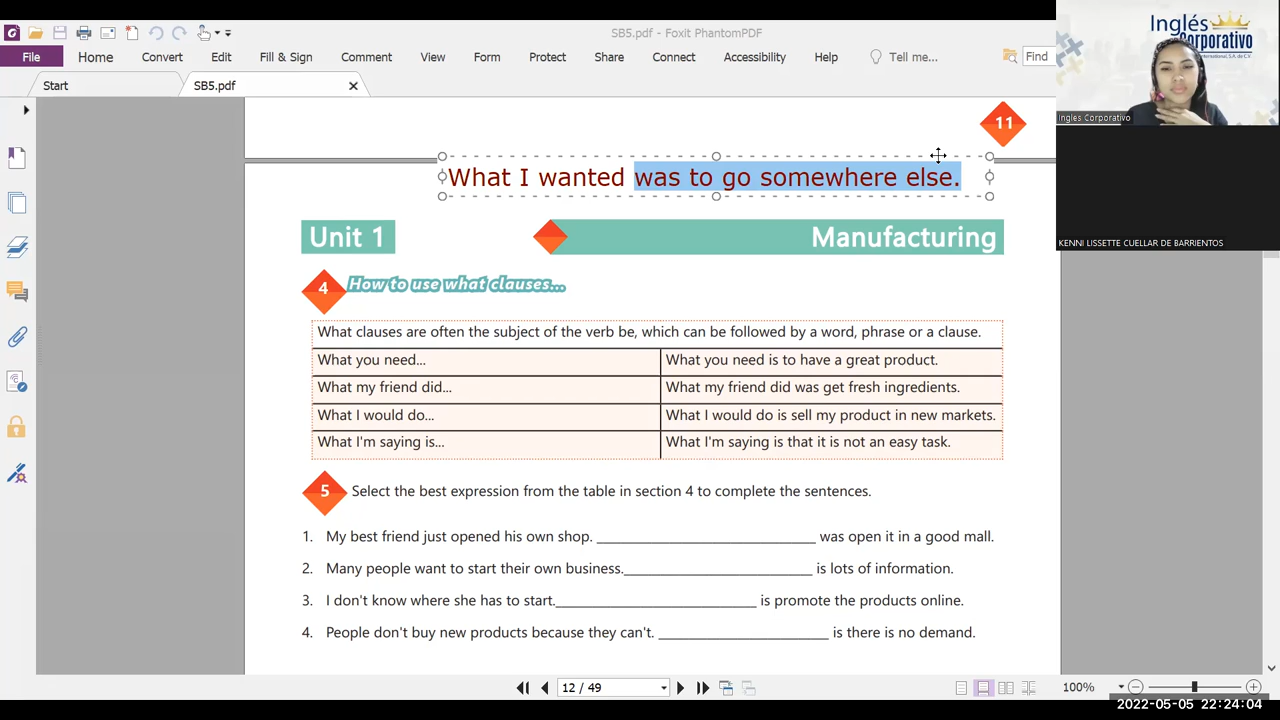 SB5.pdf - Foxit PhantomPDF
File Home Convert Edit Fill & Sign Comment View Form Protect Share Connect Accessibility Help Tell me... Find
Start SB5.pdf
11
What I wanted was to go somewhere else.
Unit 1 Manufacturing
4 How to use what clauses...
What clauses are often the subject of the verb be, which can be followed by a word, phrase or a clause.
What you need... What you need is to have a great product.
What my friend did... What my friend did was get fresh ingredients.
What I would do... What I would do is sell my product in new markets.
What I'm saying is... What I'm saying is that it is not an easy task.
5 Select the best expression from the table in section 4 to complete the sentences.
1. My best friend just opened his own shop. ____________________________ was open it in a good mall.
2. Many people want to start their own business.________________________ is lots of information.
3. I don't know where she has to start.__________________________ is promote the products online.
4. People don't buy new products because they can't. ______________________ is there is no demand.
12 / 49
100%
Inglés
Corporativo
Ingles Corporativo
KENNI LISSETTE CUELLAR DE BARRIENTOS
2022-05-05 22:24:04